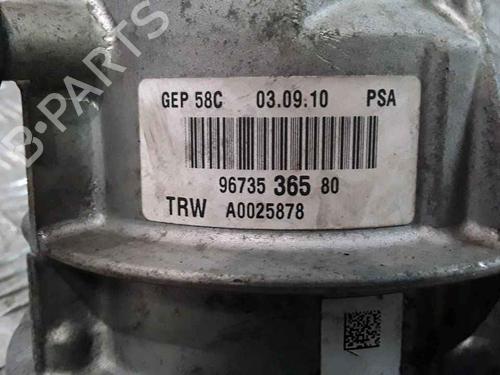 GEP 58C 03.09.10 PSA
96735 365 80
TRW A0025878
B-PARTS